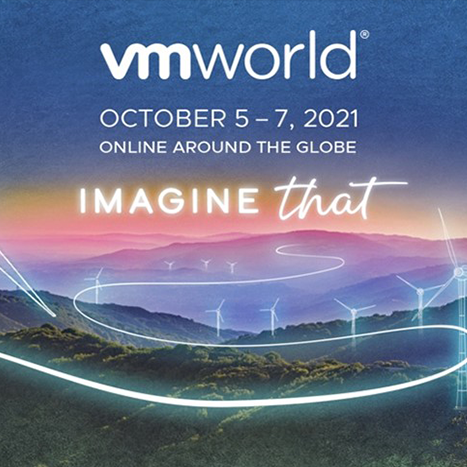 vmworld®
OCTOBER 5 – 7, 2021
ONLINE AROUND THE GLOBE
IMAGINE that